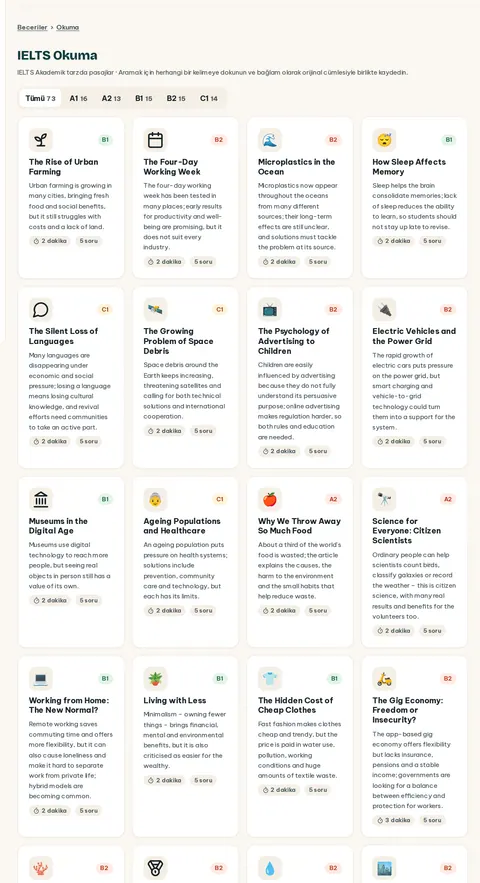 Beceriler › Okuma
IELTS Okuma
IELTS Akademik tarzda pasajlar · Aramak için herhangi bir kelimeye dokunun ve bağlam olarak orijinal cümlesiyle birlikte kaydedin.
Tümü 73 A1 16 A2 13 B1 15 B2 15 C1 14
B1
The Rise of Urban
Farming
Urban farming is growing in
many cities, bringing fresh
food and social benefits,
but it still struggles with
costs and a lack of land.
2 dakika 5 soru
B2
The Four-Day
Working Week
The four-day working
week has been tested in
many places; early results
for productivity and well-
being are promising, but it
does not suit every
industry.
2 dakika 5 soru
B2
Microplastics in the
Ocean
Microplastics now appear
throughout the oceans
from many different
sources; their long-term
effects are still unclear,
and solutions must tackle
the problem at its source.
2 dakika 5 soru
B1
How Sleep Affects
Memory
Sleep helps the brain
consolidate memories; lack
of sleep reduces the ability
to learn, so students should
not stay up late to revise.
2 dakika 5 soru
C1
The Silent Loss of
Languages
Many languages are
disappearing under
economic and social
pressure; losing a language
means losing cultural
knowledge, and revival
efforts need communities
to take an active part.
2 dakika 5 soru
C1
The Growing
Problem of Space
Debris
Space debris around the
Earth keeps increasing,
threatening satellites and
calling for both technical
solutions and international
cooperation.
2 dakika 5 soru
B2
The Psychology of
Advertising to
Children
Children are easily
influenced by advertising
because they do not fully
understand its persuasive
purpose; online advertising
makes regulation harder, so
both rules and education
are needed.
2 dakika 5 soru
B2
Electric Vehicles and
the Power Grid
The rapid growth of
electric cars puts pressure
on the power grid, but
smart charging and
vehicle-to-grid
technology could turn
them into a support for the
system.
2 dakika 5 soru
B1
Museums in the
Digital Age
Museums use digital
technology to reach more
people, but seeing real
objects in person still has a
value of its own.
2 dakika 5 soru
C1
Ageing Populations
and Healthcare
An ageing population puts
pressure on health systems;
solutions include
prevention, community
care and technology, but
each has its limits.
2 dakika 5 soru
A2
Why We Throw Away
So Much Food
About a third of the world's
food is wasted; the article
explains the causes, the
harm to the environment
and the small habits that
help reduce waste.
2 dakika 5 soru
A2
Science for
Everyone: Citizen
Scientists
Ordinary people can help
scientists count birds,
classify galaxies or record
the weather – this is citizen
science, with many real
results and benefits for the
volunteers too.
2 dakika 5 soru
B1
Working from Home:
The New Normal?
Remote working saves
commuting time and offers
more flexibility, but it can
also cause loneliness and
make it hard to separate
work from private life;
hybrid models are
becoming common.
2 dakika 5 soru
B1
Living with Less
Minimalism – owning fewer
things – brings financial,
mental and environmental
benefits, but it is also
criticised as easier for the
wealthy.
2 dakika 5 soru
B1
The Hidden Cost of
Cheap Clothes
Fast fashion makes clothes
cheap and trendy, but the
price is paid in water use,
pollution, working
conditions and huge
amounts of textile waste.
2 dakika 5 soru
B2
The Gig Economy:
Freedom or
Insecurity?
The app-based gig
economy offers flexibility
but lacks insurance,
pensions and a stable
income; governments are
looking for a balance
between efficiency and
protection for workers.
3 dakika 5 soru
B2
B2
B2
B2